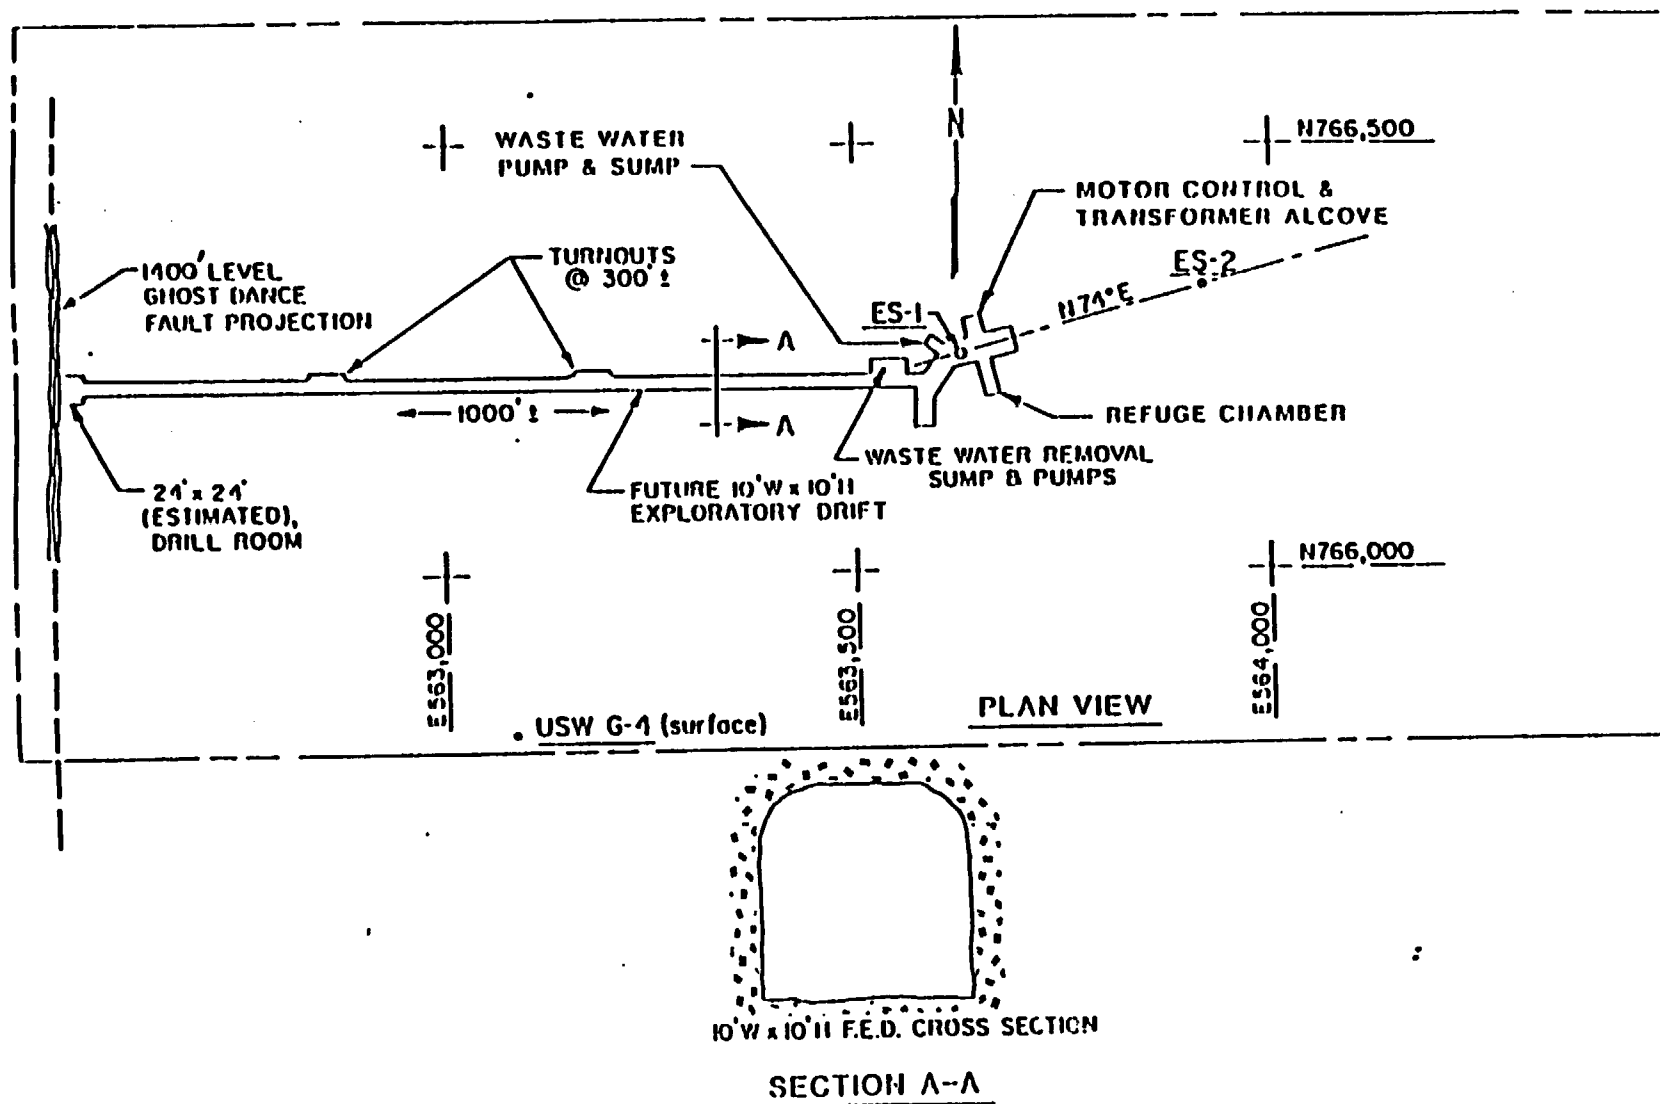 N766,500
WASTE WATER
PUMP & SUMP
N
MOTOR CONTROL &
TRANSFORMER ALCOVE
1400' LEVEL
GHOST DANCE
FAULT PROJECTION
TURNOUTS
@ 300' ±
ES-2
N74°E
ES-1
A
1000' ±
A
REFUGE CHAMBER
WASTE WATER REMOVAL
SUMP & PUMPS
24' x 24'
(ESTIMATED),
DRILL ROOM
FUTURE 10'W x 10'H
EXPLORATORY DRIFT
N766,000
E563,000
E563,500
E564,000
PLAN VIEW
USW G-4 (surface)
10'W x 10'H F.E.D. CROSS SECTION
SECTION A-A